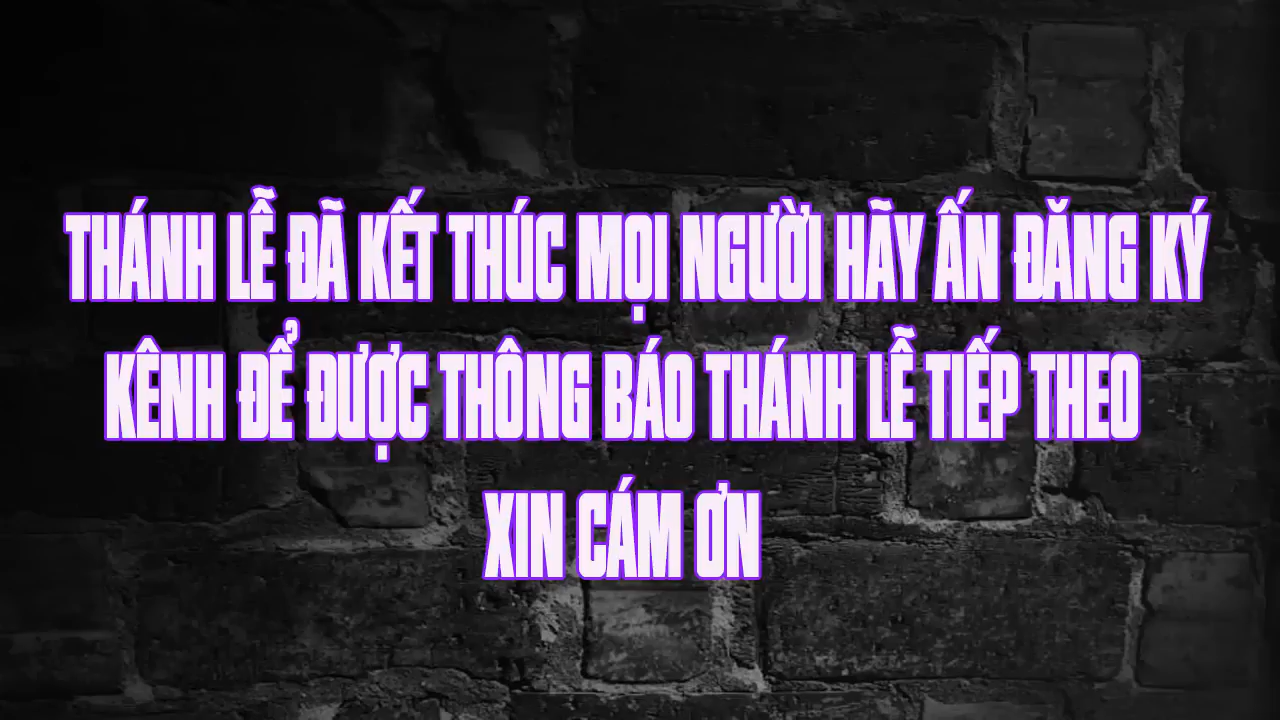 THÁNH LỄ ĐÃ KẾT THÚC MỌI NGƯỜI HÃY ẤN ĐĂNG KÝ
KÊNH ĐỂ ĐƯỢC THÔNG BÁO THÁNH LỄ TIẾP THEO
XIN CÁM ƠN